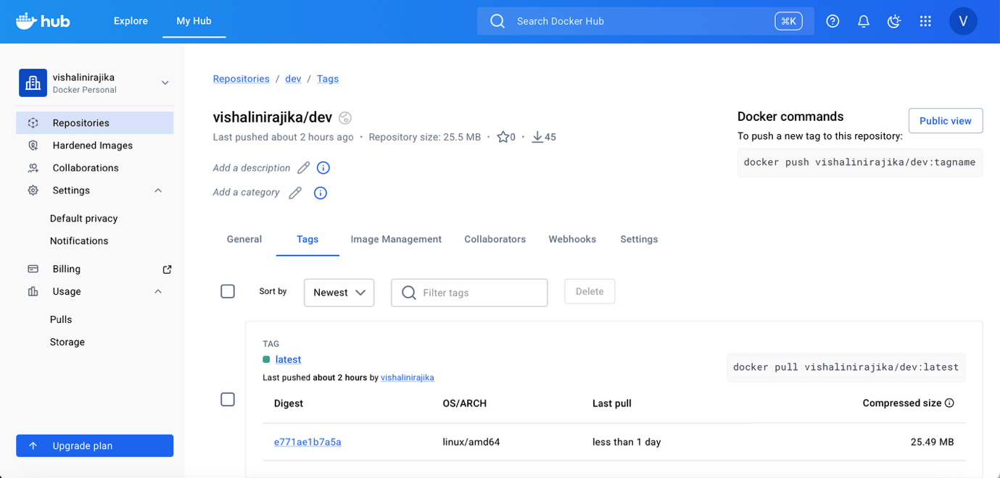 hub Explore My Hub Search Docker Hub ⌘K V
vishalinirajika
Docker Personal
Repositories
Hardened Images
Collaborations
Settings
Default privacy
Notifications
Billing
Usage
Pulls
Storage
Upgrade plan
Repositories / dev / Tags
vishalinirajika/dev
Last pushed about 2 hours ago · Repository size: 25.5 MB · 0 · 45
Add a description
Add a category
Docker commands
Public view
To push a new tag to this repository:
docker push vishalinirajika/dev:tagname
General Tags Image Management Collaborators Webhooks Settings
Sort by Newest Filter tags Delete
TAG
latest
Last pushed about 2 hours by vishalinirajika
docker pull vishalinirajika/dev:latest
Digest OS/ARCH Last pull Compressed size
e771ae1b7a5a linux/amd64 less than 1 day 25.49 MB